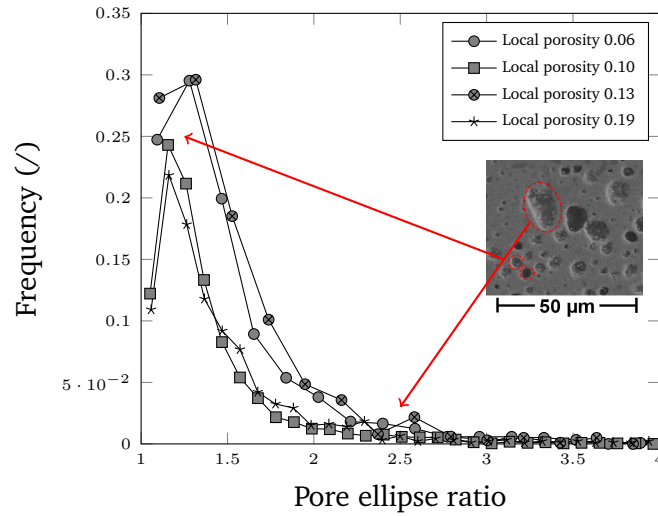 0.35
0.3
0.25
0.2
0.15
0.1
5 · 10⁻²
0
1
1.5
2
2.5
3
3.5
4
Frequency (/)
Pore ellipse ratio
Local porosity 0.06
Local porosity 0.10
Local porosity 0.13
Local porosity 0.19
50 µm